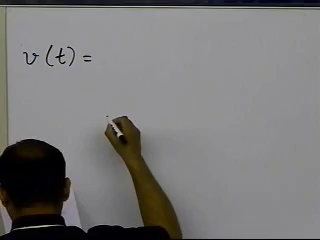 v(t) =